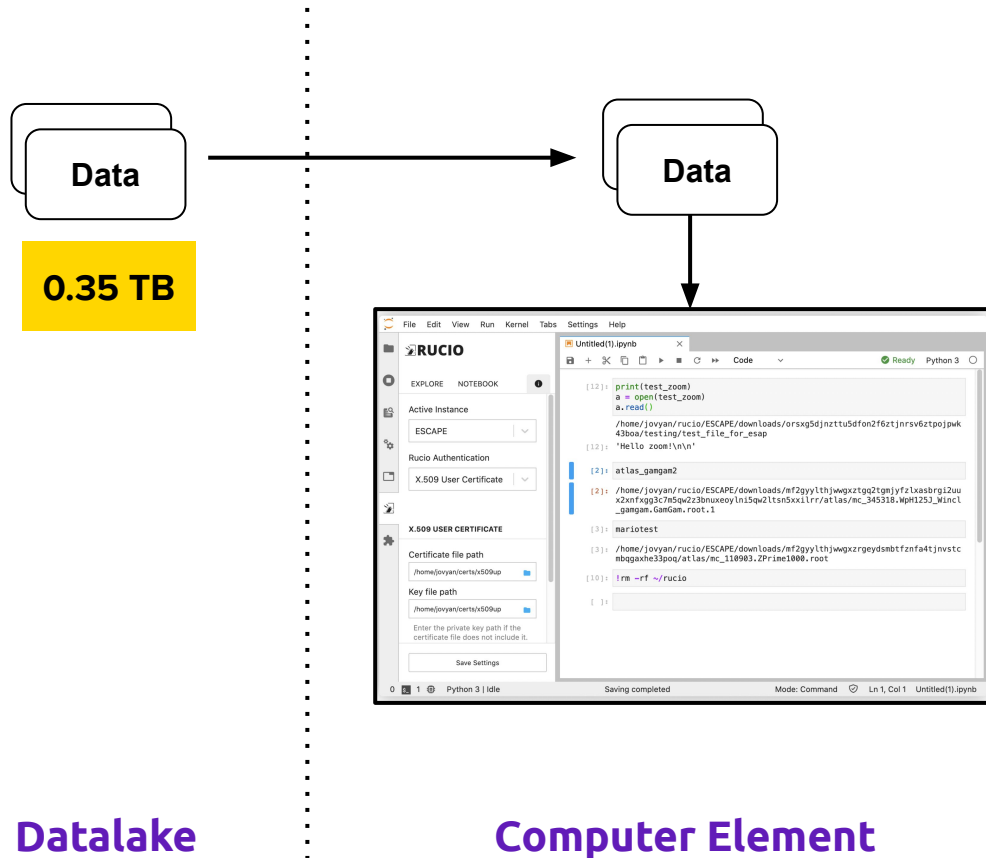 Data
Data
0.35 TB
File Edit View Run Kernel Tabs Settings Help
RUCIO
EXPLORE NOTEBOOK
Active Instance
ESCAPE
Rucio Authentication
X.509 User Certificate
X.509 USER CERTIFICATE
Certificate file path
/home/jovyan/certs/x509up
Key file path
/home/jovyan/certs/x509up
Enter the private key path if the
certificate file does not include it.
Save Settings
Untitled(1).ipynb
Code Ready Python 3
[12]: print(test_zoom)
a = open(test_zoom)
a.read()
/home/jovyan/rucio/ESCAPE/downloads/orsxg5djnzttu5dfon2f6ztjnrsv6ztpojpwk
43boa/testing/test_file_for_esap
[12]: 'Hello zoom!\n\n'
[2]: atlas_gamgam2
[2]: /home/jovyan/rucio/ESCAPE/downloads/mf2gyylthjwwgxztgq2tgmjyfzlxasbrgi2uu
x2xnfxgg3c7m5qw2z3bnuxeoylni5qw2ltsn5xxilrr/atlas/mc_345318.WpH125J_Wincl
_gamgam.GamGam.root.1
[3]: mariotest
[3]: /home/jovyan/rucio/ESCAPE/downloads/mf2gyylthjwwgxzrgeydsmbtfznfa4tjnvstc
mbqgaxhe33poq/atlas/mc_110903.ZPrime1000.root
[10]: !rm -rf ~/rucio
[ ]:
0 1 Python 3 | Idle Saving completed Mode: Command Ln 1, Col 1 Untitled(1).ipynb
Datalake
Computer Element